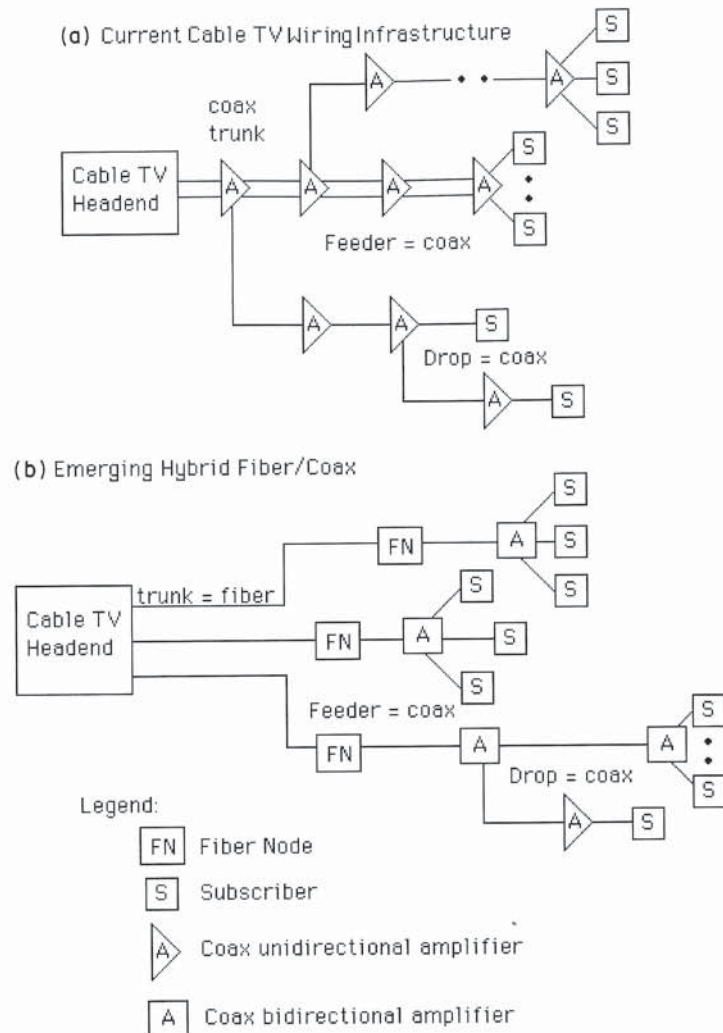 (a) Current Cable TV Wiring Infrastructure
S
A
A
S
coax
trunk
S
Cable TV
Headend
A
A
A
A
S
S
Feeder = coax
A
A
S
Drop = coax
A
S
(b) Emerging Hybrid Fiber/Coax
S
FN
A
S
S
trunk = fiber
Cable TV
Headend
S
FN
A
S
S
Feeder = coax
S
FN
A
A
Drop = coax
S
A
S
Legend:
FN Fiber Node
S Subscriber
A Coax unidirectional amplifier
A Coax bidirectional amplifier